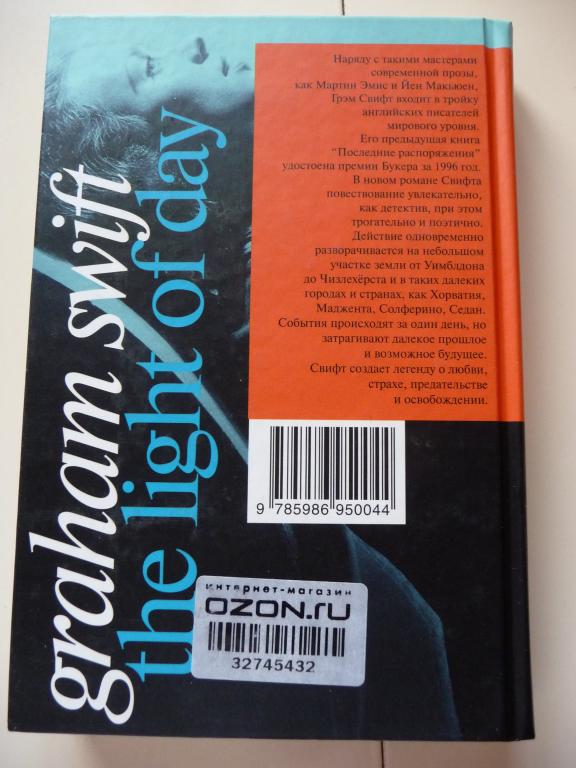 graham swift
the light of day
Наряду с такими мастерами
современной прозы,
как Мартин Эмис и Йен Макьюен,
Грэм Свифт входит в тройку
английских писателей
мирового уровня.
Его предыдущая книга
“Последние распоряжения”
удостоена премии Букера за 1996 год.
В новом романе Свифта
повествование увлекательно,
как детектив, при этом
трогательно и поэтично.
Действие одновременно
разворачивается на небольшом
участке земли от Уимблдона
до Чизлехёрста и в таких далеких
городах и странах, как Хорватия,
Маджента, Солферино, Седан.
События происходят за один день, но
затрагивают далекое прошлое
и возможное будущее.
Свифт создает легенду о любви,
страхе, предательстве
и освобождении.
9 785986 950044
интернет-магазин
OZON.ru
32745432